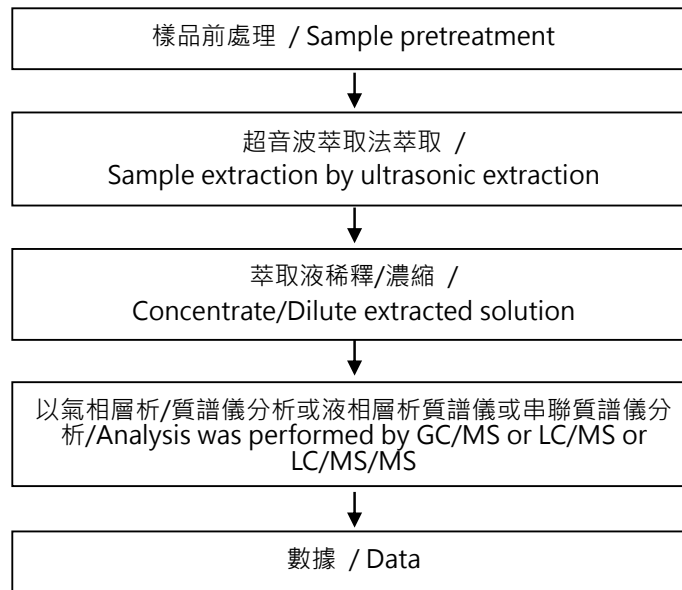 樣品前處理 / Sample pretreatment
超音波萃取法萃取 /
Sample extraction by ultrasonic extraction
萃取液稀釋/濃縮 /
Concentrate/Dilute extracted solution
以氣相層析/質譜儀分析或液相層析質譜儀或串聯質譜儀分
析/Analysis was performed by GC/MS or LC/MS or
LC/MS/MS
數據 / Data